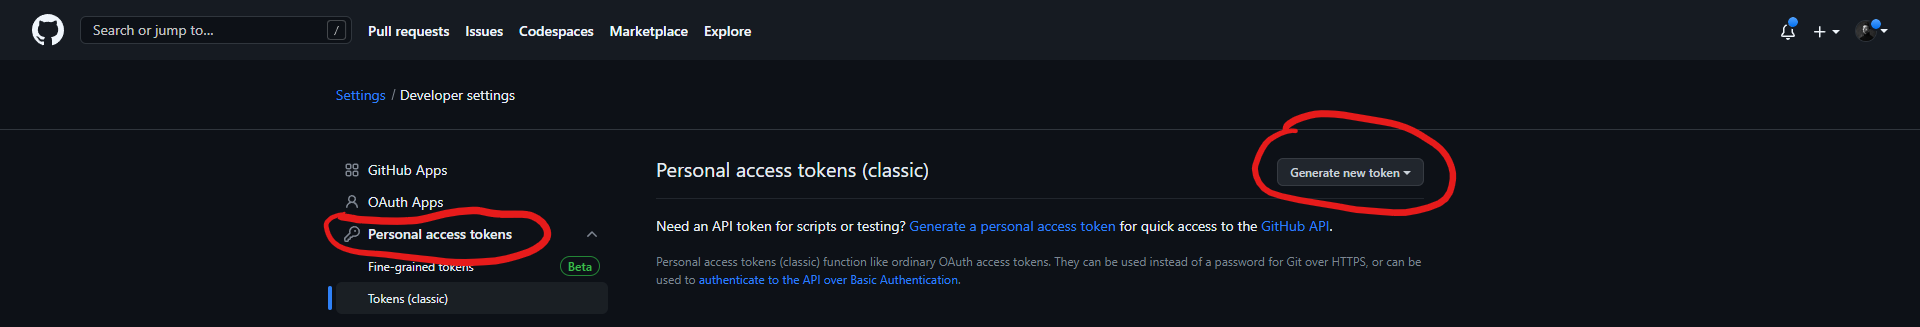 Search or jump to... /
Pull requests Issues Codespaces Marketplace Explore
Settings / Developer settings
GitHub Apps
OAuth Apps
Personal access tokens
Fine-grained tokens Beta
Tokens (classic)
Personal access tokens (classic)
Generate new token
Need an API token for scripts or testing? Generate a personal access token for quick access to the GitHub API.
Personal access tokens (classic) function like ordinary OAuth access tokens. They can be used instead of a password for Git over HTTPS, or can be
used to authenticate to the API over Basic Authentication.